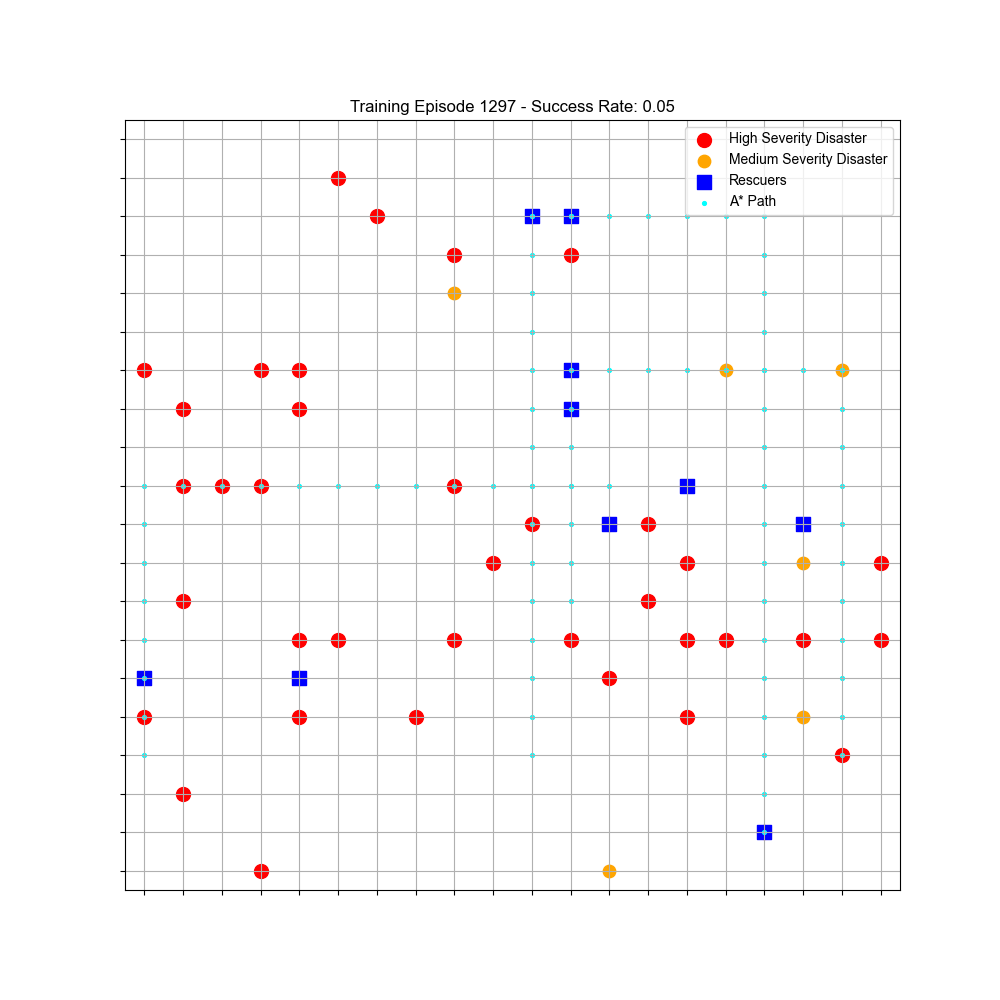 Training Episode 1297 - Success Rate: 0.05
High Severity Disaster
Medium Severity Disaster
Rescuers
A* Path